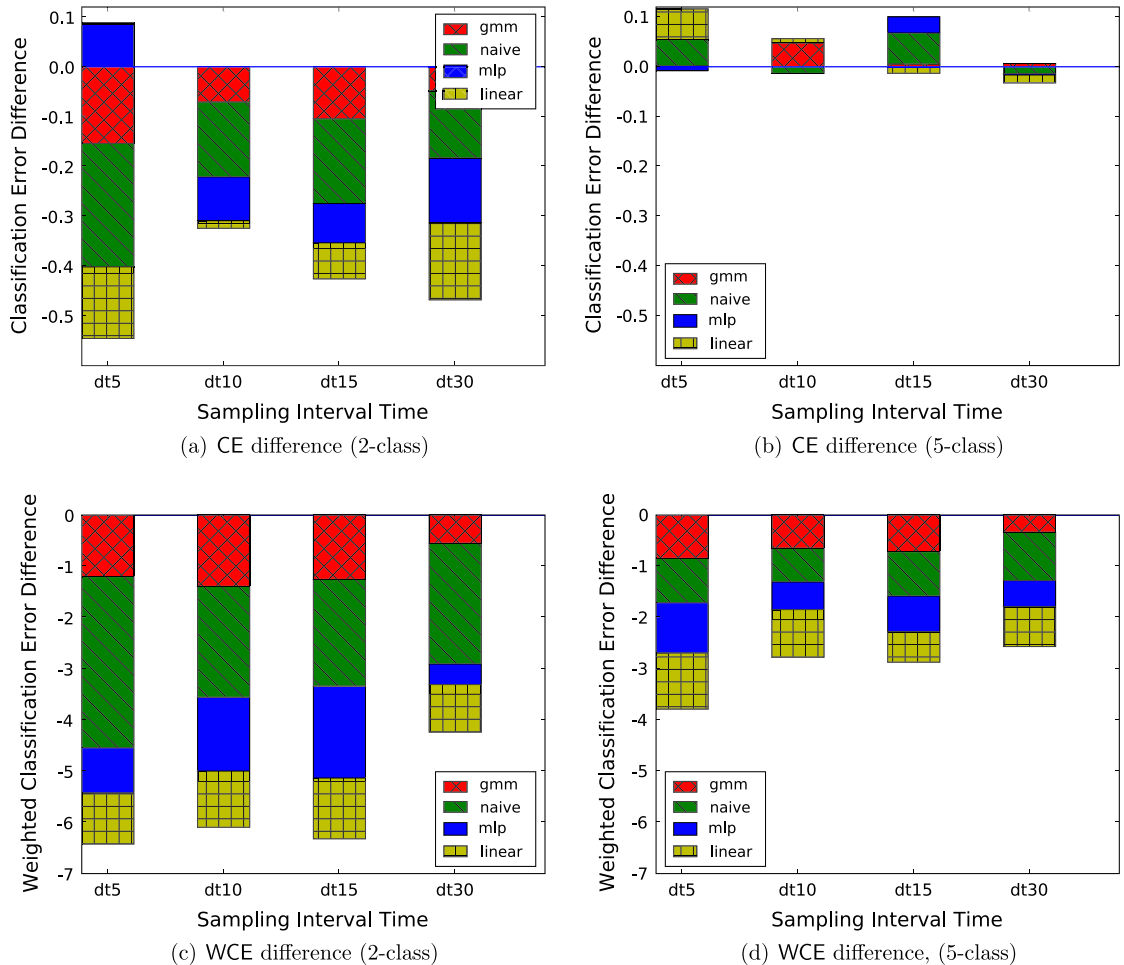 Classification Error Difference
0.1
0.0
-0.1
-0.2
-0.3
-0.4
-0.5
gmm
naive
mlp
linear
dt5 dt10 dt15 dt30
Sampling Interval Time
(a) CE difference (2-class)
Classification Error Difference
0.1
0.0
-0.1
-0.2
-0.3
-0.4
-0.5
gmm
naive
mlp
linear
dt5 dt10 dt15 dt30
Sampling Interval Time
(b) CE difference (5-class)
Weighted Classification Error Difference
0
-1
-2
-3
-4
-5
-6
-7
gmm
naive
mlp
linear
dt5 dt10 dt15 dt30
Sampling Interval Time
(c) WCE difference (2-class)
Weighted Classification Error Difference
0
-1
-2
-3
-4
-5
-6
-7
gmm
naive
mlp
linear
dt5 dt10 dt15 dt30
Sampling Interval Time
(d) WCE difference, (5-class)